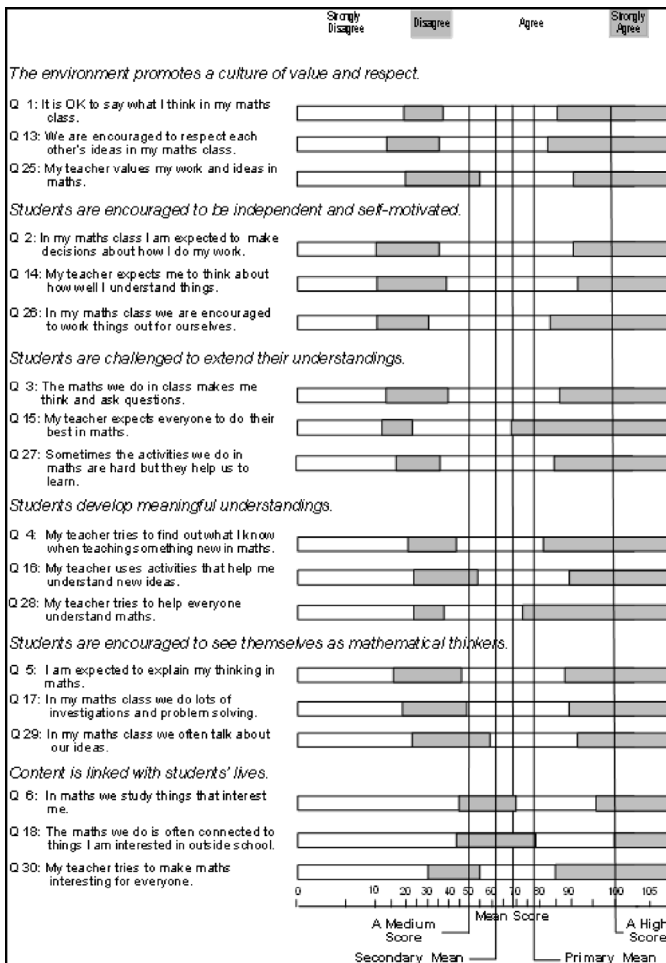 Strongly Disagree Agree Strongly
Disagree Agree
The environment promotes a culture of value and respect.
Q 1: It is OK to say what I think in my maths
class.
Q 13: We are encouraged to respect each
other's ideas in my maths class.
Q 25: My teacher values my work and ideas in
maths.
Students are encouraged to be independent and self-motivated.
Q 2: In my maths class I am expected to make
decisions about how I do my work.
Q 14: My teacher expects me to think about
how well I understand things.
Q 26: In my maths class we are encouraged
to work things out for ourselves.
Students are challenged to extend their understandings.
Q 3: The maths we do in class makes me
think and ask questions.
Q 15: My teacher expects everyone to do their
best in maths.
Q 27: Sometimes the activities we do in
maths are hard but they help us to
learn.
Students develop meaningful understandings.
Q 4: My teacher tries to find out what I know
when teaching something new in maths.
Q 16: My teacher uses activities that help me
understand new ideas.
Q 28: My teacher tries to help everyone
understand maths.
Students are encouraged to see themselves as mathematical thinkers.
Q 5: I am expected to explain my thinking in
maths.
Q 17: In my maths class we do lots of
investigations and problem solving.
Q 29: In my maths class we often talk about
our ideas.
Content is linked with students' lives.
Q 6: In maths we study things that interest
me.
Q 18: The maths we do is often connected to
things I am interested in outside school.
Q 30: My teacher tries to make maths
interesting for everyone.
0 10 20 30 40 50 60 70 80 90 100 105
Mean Score
A Medium A High
Score Score
Secondary Mean Primary Mean